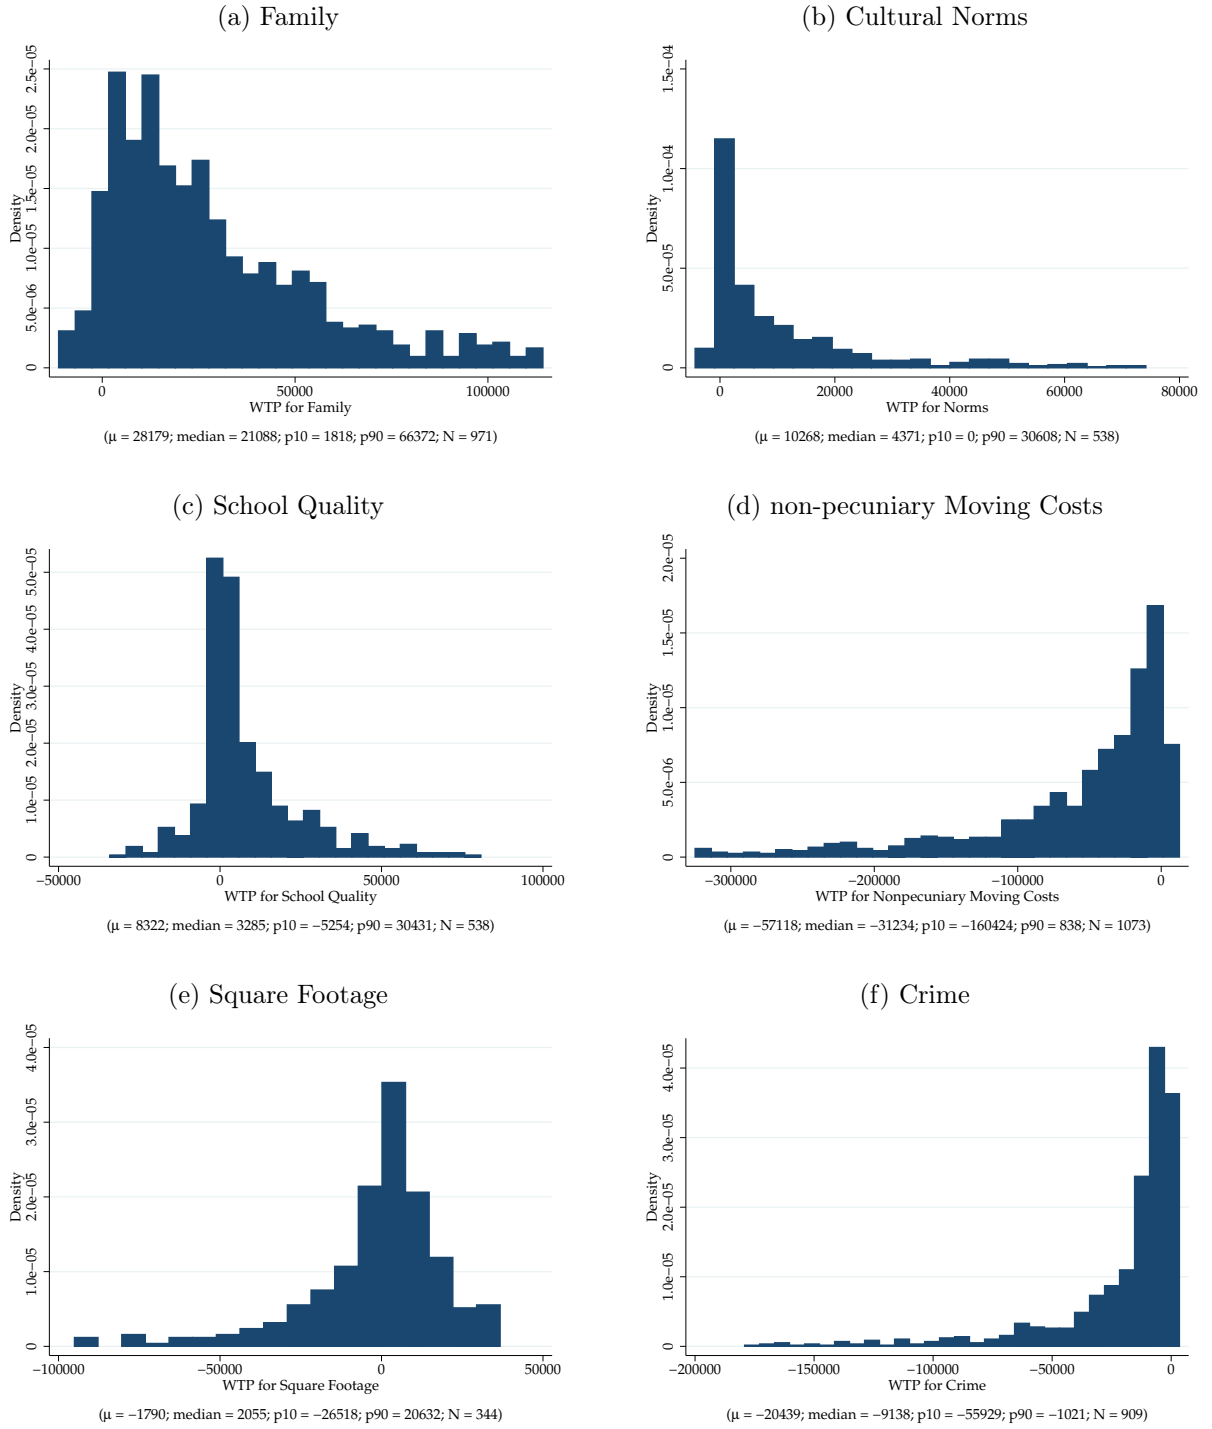 (a) Family
Density
0
5.0e−06
1.0e−05
1.5e−05
2.0e−05
2.5e−05
0
50000
100000
WTP for Family
(μ = 28179; median = 21088; p10 = 1818; p90 = 66372; N = 971)
(b) Cultural Norms
Density
0
5.0e−05
1.0e−04
1.5e−04
0
20000
40000
60000
80000
WTP for Norms
(μ = 10268; median = 4371; p10 = 0; p90 = 30608; N = 538)
(c) School Quality
Density
0
1.0e−05
2.0e−05
3.0e−05
4.0e−05
5.0e−05
−50000
0
50000
100000
WTP for School Quality
(μ = 8322; median = 3285; p10 = −5254; p90 = 30431; N = 538)
(d) non-pecuniary Moving Costs
Density
0
5.0e−06
1.0e−05
1.5e−05
2.0e−05
−300000
−200000
−100000
0
WTP for Nonpecuniary Moving Costs
(μ = −57118; median = −31234; p10 = −160424; p90 = 838; N = 1073)
(e) Square Footage
Density
0
1.0e−05
2.0e−05
3.0e−05
4.0e−05
−100000
−50000
0
50000
WTP for Square Footage
(μ = −1790; median = 2055; p10 = −26518; p90 = 20632; N = 344)
(f) Crime
Density
0
1.0e−05
2.0e−05
3.0e−05
4.0e−05
−200000
−150000
−100000
−50000
0
WTP for Crime
(μ = −20439; median = −9138; p10 = −55929; p90 = −1021; N = 909)